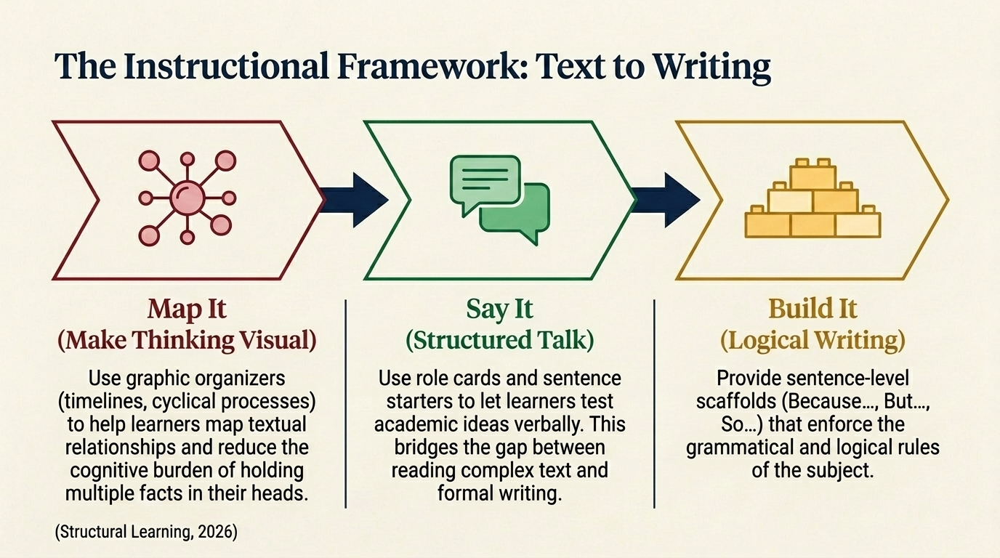 The Instructional Framework: Text to Writing
Map It
(Make Thinking Visual)
Use graphic organizers
(timelines, cyclical processes)
to help learners map textual
relationships and reduce the
cognitive burden of holding
multiple facts in their heads.
Say It
(Structured Talk)
Use role cards and sentence
starters to let learners test
academic ideas verbally. This
bridges the gap between
reading complex text and
formal writing.
Build It
(Logical Writing)
Provide sentence-level
scaffolds (Because…, But…,
So…) that enforce the
grammatical and logical rules
of the subject.
(Structural Learning, 2026)